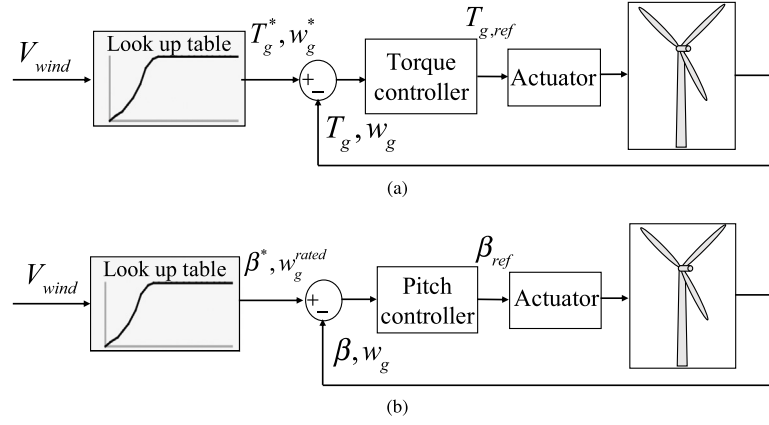 V_wind
Look up table
T_g^*, w_g^*
+
−
Torque
controller
T_g,ref
Actuator
T_g, w_g
(a)
V_wind
Look up table
β^*, w_g^rated
+
−
Pitch
controller
β_ref
Actuator
β, w_g
(b)